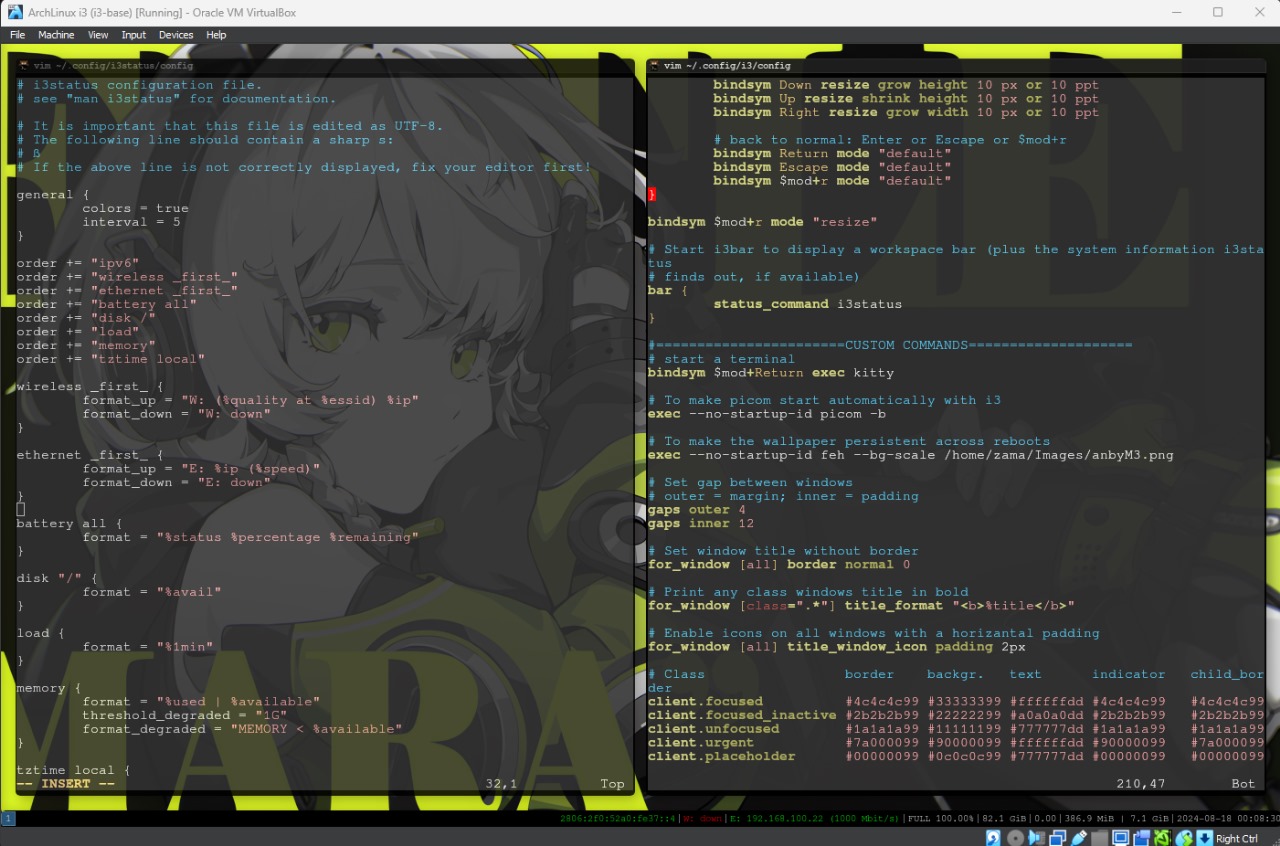 ArchLinux i3 (i3-base) [Running] - Oracle VM VirtualBox
File Machine View Input Devices Help
vim ~/.config/i3status/config
# i3status configuration file.
# see "man i3status" for documentation.
# It is important that this file is edited as UTF-8.
# The following line should contain a sharp s:
# ß
# If the above line is not correctly displayed, fix your editor first!
general {
colors = true
interval = 5
}
order += "ipv6"
order += "wireless _first_"
order += "ethernet _first_"
order += "battery all"
order += "disk /"
order += "load"
order += "memory"
order += "tztime local"
wireless _first_ {
format_up = "W: (%quality at %essid) %ip"
format_down = "W: down"
}
ethernet _first_ {
format_up = "E: %ip (%speed)"
format_down = "E: down"
}
battery all {
format = "%status %percentage %remaining"
}
disk "/" {
format = "%avail"
}
load {
format = "%1min"
}
memory {
format = "%used | %available"
threshold_degraded = "1G"
format_degraded = "MEMORY < %available"
}
tztime local {
-- INSERT -- 32,1 Top
vim ~/.config/i3/config
bindsym Down resize grow height 10 px or 10 ppt
bindsym Up resize shrink height 10 px or 10 ppt
bindsym Right resize grow width 10 px or 10 ppt
# back to normal: Enter or Escape or $mod+r
bindsym Return mode "default"
bindsym Escape mode "default"
bindsym $mod+r mode "default"
}
bindsym $mod+r mode "resize"
# Start i3bar to display a workspace bar (plus the system information i3sta
tus
# finds out, if available)
bar {
status_command i3status
}
#=======================CUSTOM COMMANDS====================
# start a terminal
bindsym $mod+Return exec kitty
# To make picom start automatically with i3
exec --no-startup-id picom -b
# To make the wallpaper persistent across reboots
exec --no-startup-id feh --bg-scale /home/zama/Images/anbyM3.png
# Set gap between windows
# outer = margin; inner = padding
gaps outer 4
gaps inner 12
# Set window title without border
for_window [all] border normal 0
# Print any class windows title in bold
for_window [class=".*"] title_format "<b>%title</b>"
# Enable icons on all windows with a horizantal padding
for_window [all] title_window_icon padding 2px
# Class border backgr. text indicator child_bor
der
client.focused #4c4c4c99 #33333399 #ffffffdd #4c4c4c99 #4c4c4c99
client.focused_inactive #2b2b2b99 #22222299 #a0a0a0dd #2b2b2b99 #2b2b2b99
client.unfocused #1a1a1a99 #11111199 #777777dd #1a1a1a99 #1a1a1a99
client.urgent #7a000099 #90000099 #ffffffdd #90000099 #7a000099
client.placeholder #00000099 #0c0c0c99 #777777dd #00000099 #00000099
210,47 Bot
MARA
1
2806:2f0:52a0:fe37::4|W: down|E: 192.168.100.22 (1000 Mbit/s)|FULL 100.00%|82.1 GiB|0.00|386.9 MiB | 7.1 GiB|2024-08-18 00:08:30
Right Ctrl